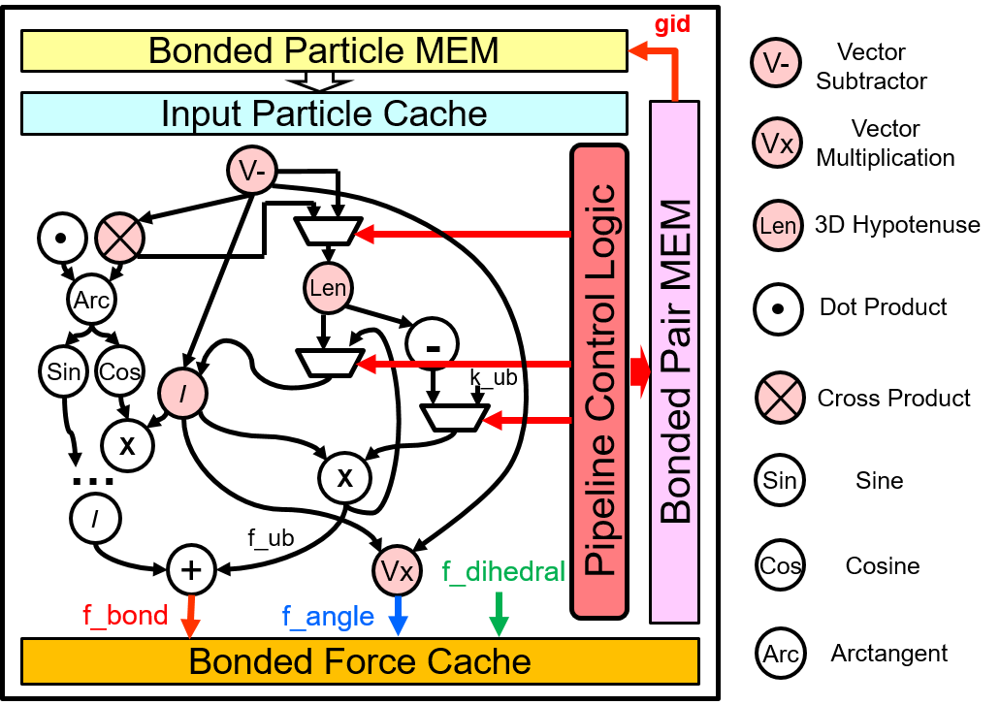 gid
Bonded Particle MEM
Input Particle Cache
V-
Arc
Len
Sin
Cos
/
-
k_ub
x
x
...
/
f_ub
+
Vx
f_bond
f_angle
f_dihedral
Pipeline Control Logic
Bonded Pair MEM
Bonded Force Cache
V-
Vector
Subtractor
Vx
Vector
Multiplication
Len
3D Hypotenuse
Dot Product
Cross Product
Sin
Sine
Cos
Cosine
Arc
Arctangent